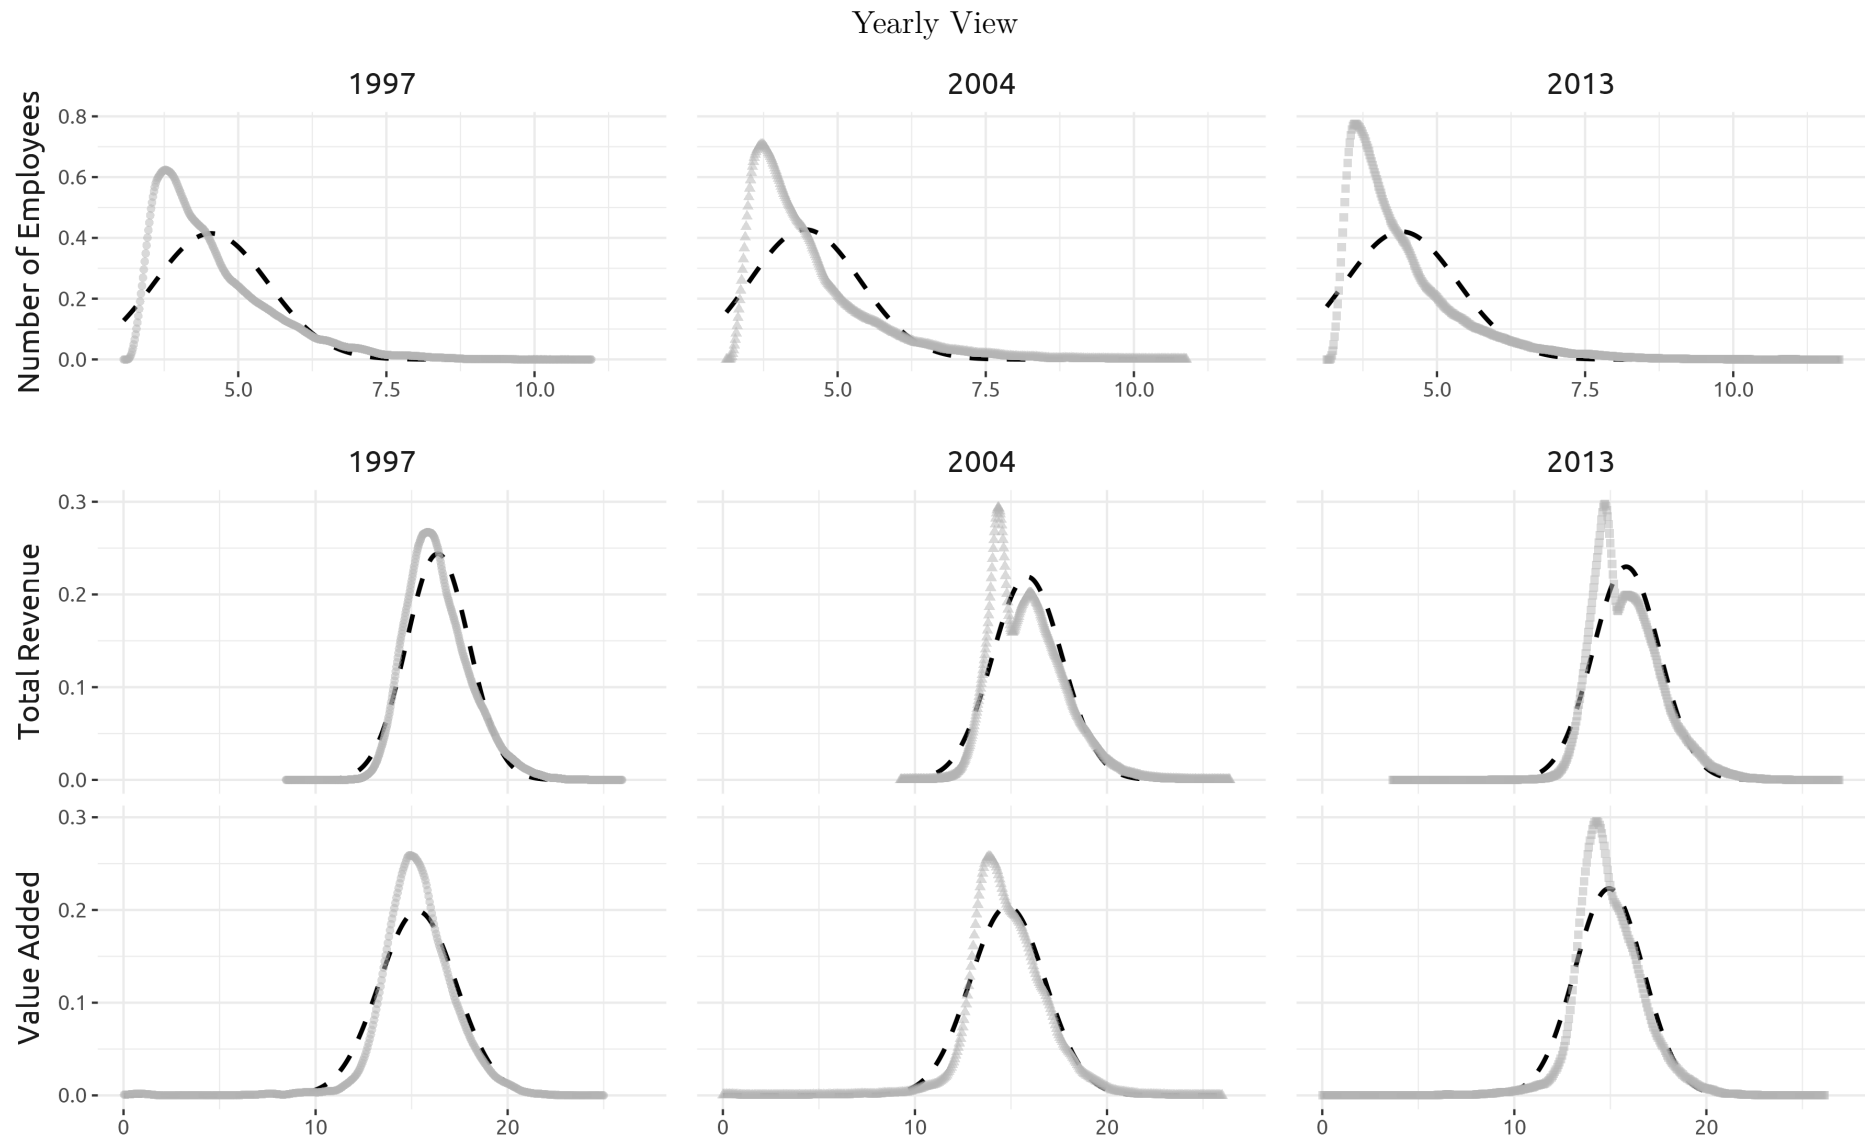 Yearly View
1997 2004 2013
Number of Employees
0.8
0.6
0.4
0.2
0.0
5.0 7.5 10.0 5.0 7.5 10.0 5.0 7.5 10.0
1997 2004 2013
Total Revenue
0.3
0.2
0.1
0.0
Value Added
0.3
0.2
0.1
0.0
0 10 20 0 10 20 0 10 20